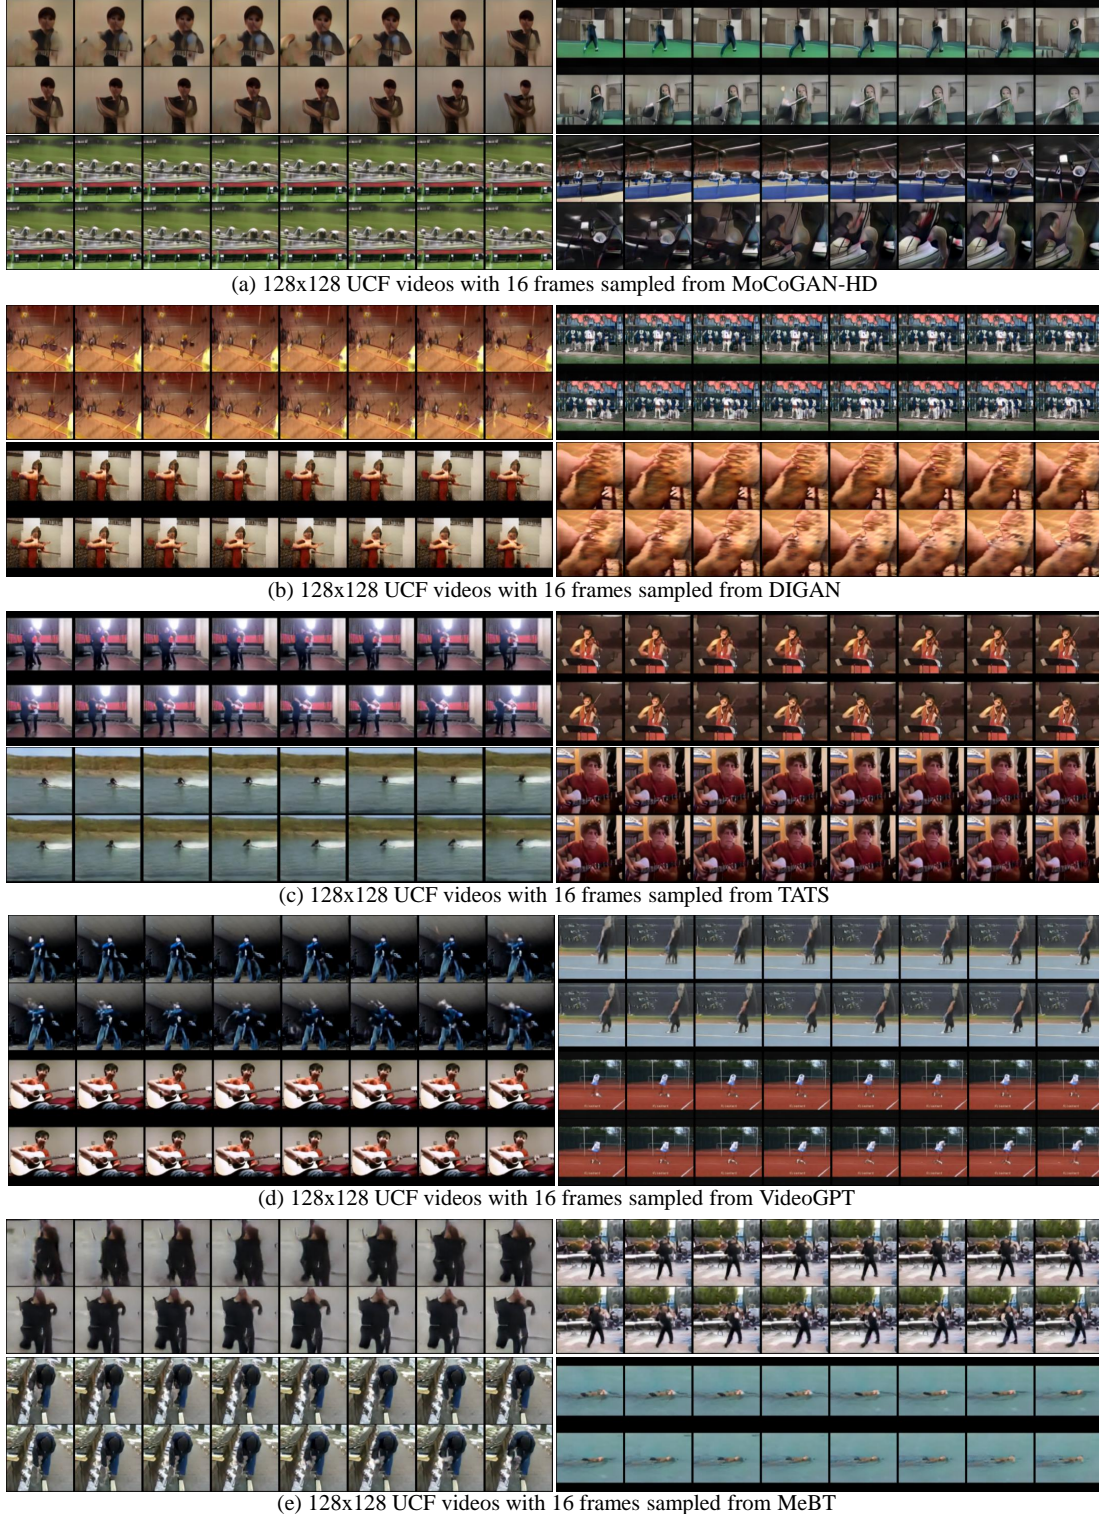 (a) 128x128 UCF videos with 16 frames sampled from MoCoGAN-HD
(b) 128x128 UCF videos with 16 frames sampled from DIGAN
(c) 128x128 UCF videos with 16 frames sampled from TATS
(d) 128x128 UCF videos with 16 frames sampled from VideoGPT
(e) 128x128 UCF videos with 16 frames sampled from MeBT